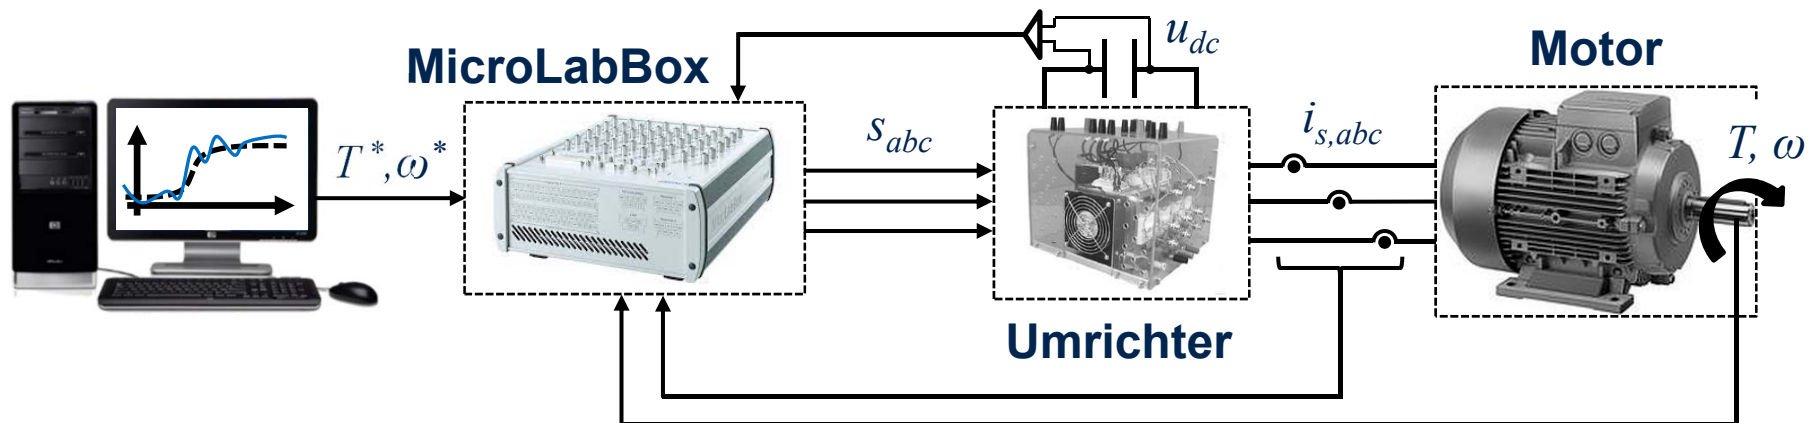 u_dc
MicroLabBox
Motor
T^*, ω^*
s_abc
i_s,abc
T, ω
Umrichter